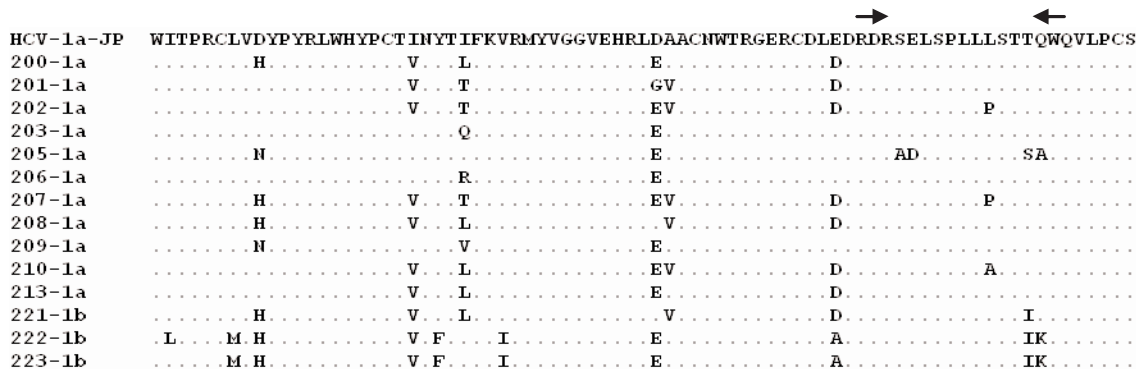 HCV-1a-JP WITPRCLVDYPYRLWHYPCTINYTIFKVRMYVGGVEHRLDAACNWTRGERCDLEDRDRSELSPLLLSTTQWQVLPCS
200-1a ........H...........V...L..............E.............D.......................
201-1a ....................V...T..............GV............D.......................
202-1a ....................V...T..............EV............D...........P...........
203-1a ........................Q..............E.....................................
205-1a ........N..............................E..................AD........SA.......
206-1a ........................R..............E.....................................
207-1a ........H...........V...T..............EV............D...........P...........
208-1a ........H...........V...L...............V............D.......................
209-1a ........N...............V..............E.....................................
210-1a ....................V...L..............EV............D...........A...........
213-1a ....................V...L..............E.............D.......................
221-1b ........H...........V...L...............V............D..............I........
222-1b .L....M.H...........V.F....I...........E.............A..............IK.......
223-1b ......M.H...........V.F....I...........E.............A..............IK.......